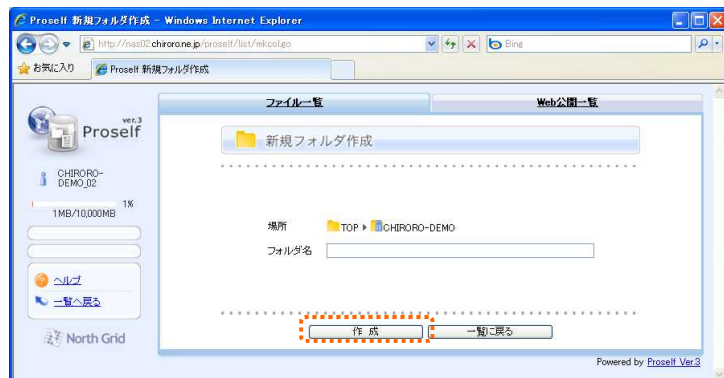 Proself 新規フォルダ作成 - Windows Internet Explorer
http://nas02.chiroro.ne.jp/proself/list/mkcol.go
Bing
お気に入り
Proself 新規フォルダ作成
ファイル一覧
Web公開一覧
ver.3
Proself
新規フォルダ作成
CHIRORO-
DEMO_02
1%
1MB/10,000MB
場所 TOP CHIRORO-DEMO
フォルダ名
ヘルプ
一覧へ戻る
作 成
一覧に戻る
North Grid
Powered by Proself Ver.3